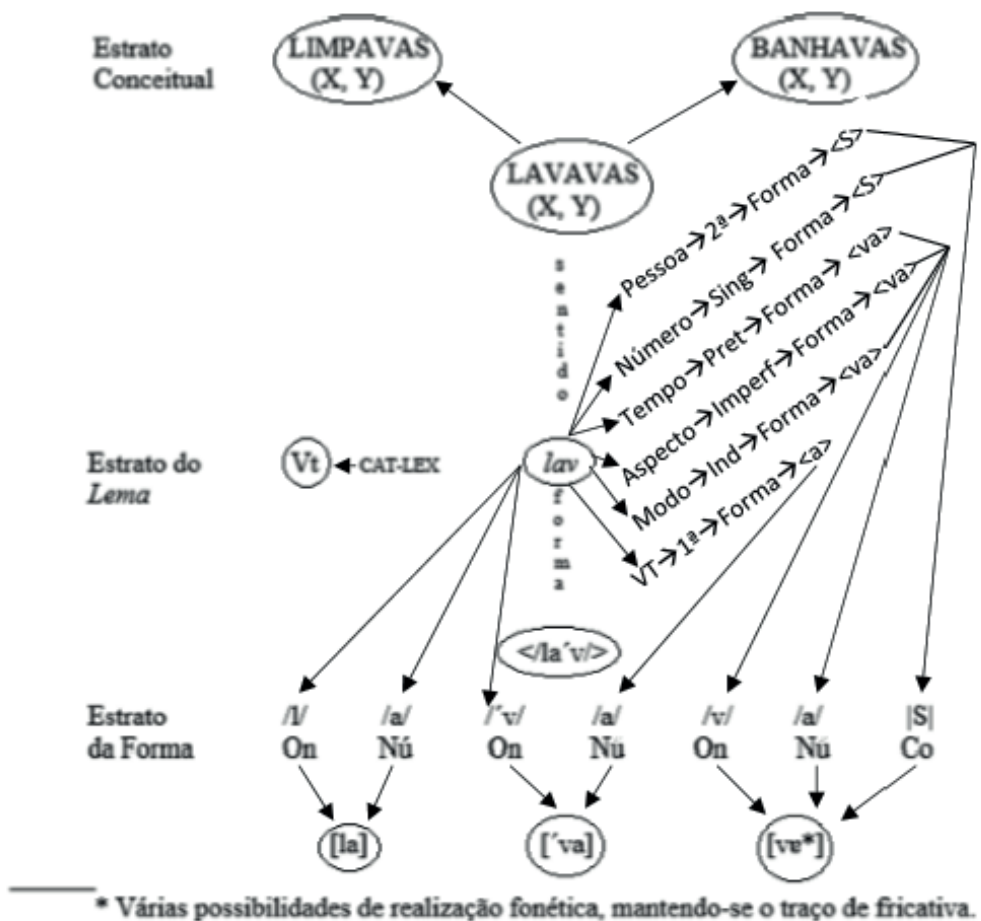 Estrato
Conceitual
LIMPAVAS
(X, Y)
BANHAVAS
(X, Y)
LAVAVAS
(X, Y)
sentido
Pessoa→2ª→Forma→<S>
Número→Sing→Forma→<S>
Tempo→Pret→Forma→<va>
Aspecto→Imperf→Forma→<va>
Modo→Ind→Forma→<va>
VT→1ª→Forma→<a>
Estrato do
Lema
Vt
CAT-LEX
lav
forma
</la´v/>
Estrato
da Forma
/l/ /a/ /´v/ /a/ /v/ /a/ |S|
On Nú On Nú On Nú Co
[la] [´va] [vɐ*]
* Várias possibilidades de realização fonética, mantendo-se o traço de fricativa.